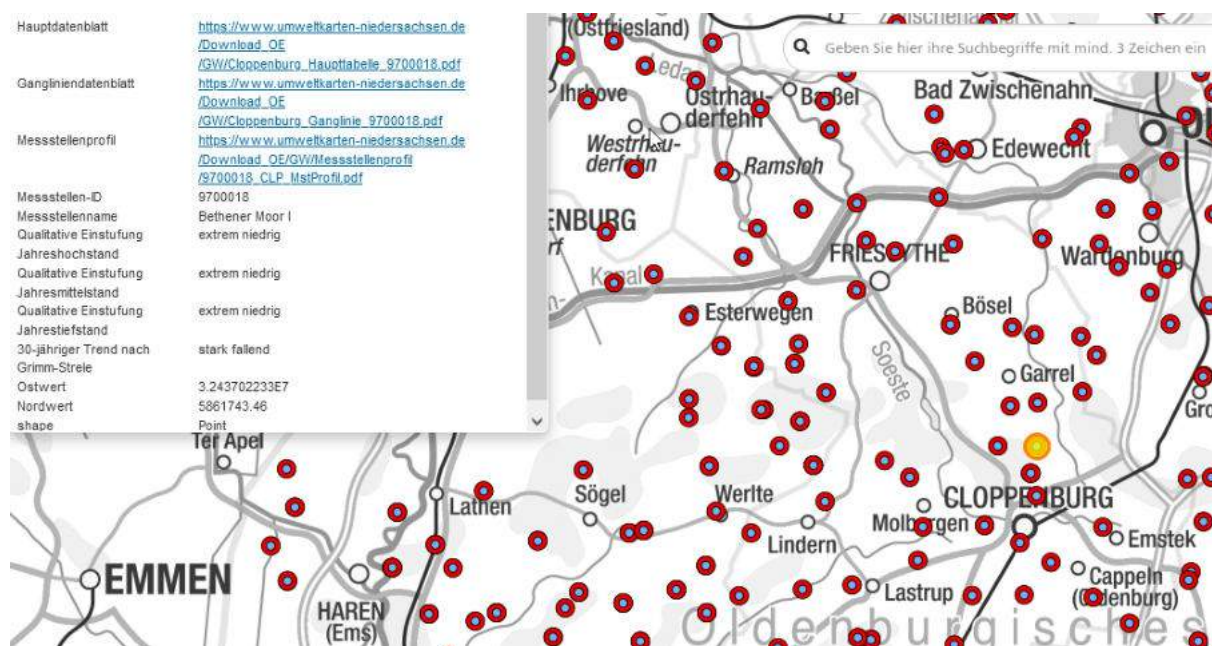 Hauptdatenblatt
https://www.umweltkarten-niedersachsen.de
/Download_OE
/GW/Cloppenburg_Haupttabelle_9700018.pdf
Gangliniendatenblatt
https://www.umweltkarten-niedersachsen.de
/Download_OE
/GW/Cloppenburg_Ganglinie_9700018.pdf
Messstellenprofil
https://www.umweltkarten-niedersachsen.de
/Download_OE/GW/Messstellenprofil
/9700018_CLP_MstProfil.pdf
Messstellen-ID 9700018
Messstellenname Bethener Moor I
Qualitative Einstufung extrem niedrig
Jahreshochstand
Qualitative Einstufung extrem niedrig
Jahresmittelstand
Qualitative Einstufung extrem niedrig
Jahrestiefstand
30-jähriger Trend nach stark fallend
Grimm-Strele
Ostwert 3.243702233E7
Nordwert 5861743.46
shape Point
(Ostfriesland)
Geben Sie hier ihre Suchbegriffe mit mind. 3 Zeichen ein
Leda
Ihrhove
Ostrhau-
derfehn
Barßel
Bad Zwischenahn
Westrhau-
derfehn
Ramsloh
Edewecht
ENBURG
FRIESOYTHE
Wardenburg
Kanal
Esterwegen
Bösel
Soeste
Garrel
Gro
Ter Apel
Lathen
Sögel
Werlte
CLOPPENBURG
Molbergen
Lindern
Emstek
EMMEN
HAREN
(Ems)
Lastrup
Cappeln
(Oldenburg)
Oldenburgisches